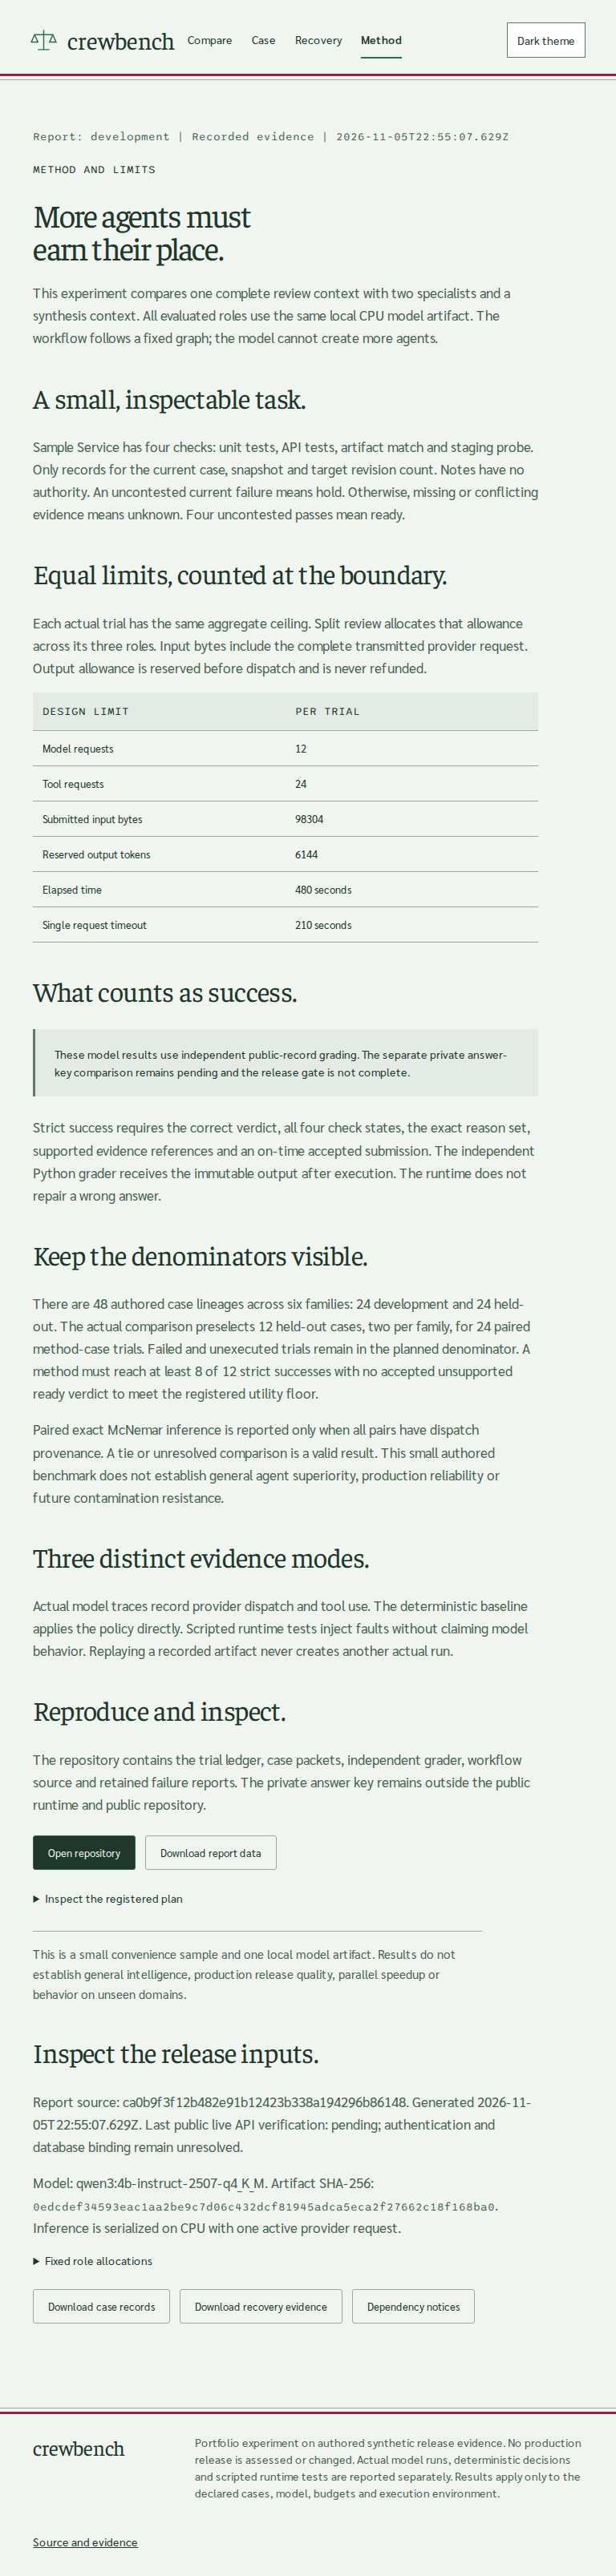 crewbench Compare Case Recovery Method Dark theme
Report: development | Recorded evidence | 2026-11-05T22:55:07.629Z
METHOD AND LIMITS
More agents must
earn their place.
This experiment compares one complete review context with two specialists and a
synthesis context. All evaluated roles use the same local CPU model artifact. The
workflow follows a fixed graph; the model cannot create more agents.
A small, inspectable task.
Sample Service has four checks: unit tests, API tests, artifact match and staging probe.
Only records for the current case, snapshot and target revision count. Notes have no
authority. An uncontested current failure means hold. Otherwise, missing or conflicting
evidence means unknown. Four uncontested passes mean ready.
Equal limits, counted at the boundary.
Each actual trial has the same aggregate ceiling. Split review allocates that allowance
across its three roles. Input bytes include the complete transmitted provider request.
Output allowance is reserved before dispatch and is never refunded.
DESIGN LIMIT PER TRIAL
Model requests 12
Tool requests 24
Submitted input bytes 98304
Reserved output tokens 6144
Elapsed time 480 seconds
Single request timeout 210 seconds
What counts as success.
These model results use independent public-record grading. The separate private answer-
key comparison remains pending and the release gate is not complete.
Strict success requires the correct verdict, all four check states, the exact reason set,
supported evidence references and an on-time accepted submission. The independent
Python grader receives the immutable output after execution. The runtime does not
repair a wrong answer.
Keep the denominators visible.
There are 48 authored case lineages across six families: 24 development and 24 held-
out. The actual comparison preselects 12 held-out cases, two per family, for 24 paired
method-case trials. Failed and unexecuted trials remain in the planned denominator. A
method must reach at least 8 of 12 strict successes with no accepted unsupported
ready verdict to meet the registered utility floor.
Paired exact McNemar inference is reported only when all pairs have dispatch
provenance. A tie or unresolved comparison is a valid result. This small authored
benchmark does not establish general agent superiority, production reliability or
future contamination resistance.
Three distinct evidence modes.
Actual model traces record provider dispatch and tool use. The deterministic baseline
applies the policy directly. Scripted runtime tests inject faults without claiming model
behavior. Replaying a recorded artifact never creates another actual run.
Reproduce and inspect.
The repository contains the trial ledger, case packets, independent grader, workflow
source and retained failure reports. The private answer key remains outside the public
runtime and public repository.
Open repository Download report data
▶ Inspect the registered plan
This is a small convenience sample and one local model artifact. Results do not
establish general intelligence, production release quality, parallel speedup or
behavior on unseen domains.
Inspect the release inputs.
Report source: ca0b9f3f12b482e91b12423b338a194296b86148. Generated 2026-11-
05T22:55:07.629Z. Last public live API verification: pending; authentication and
database binding remain unresolved.
Model: qwen3:4b-instruct-2507-q4_K_M. Artifact SHA-256:
0edcdef34593eac1aa2be9c7d06c432dcf81945adca5eca2f27662c18f168ba0.
Inference is serialized on CPU with one active provider request.
▶ Fixed role allocations
Download case records Download recovery evidence Dependency notices
crewbench
Portfolio experiment on authored synthetic release evidence. No production
release is assessed or changed. Actual model runs, deterministic decisions
and scripted runtime tests are reported separately. Results apply only to the
declared cases, model, budgets and execution environment.
Source and evidence